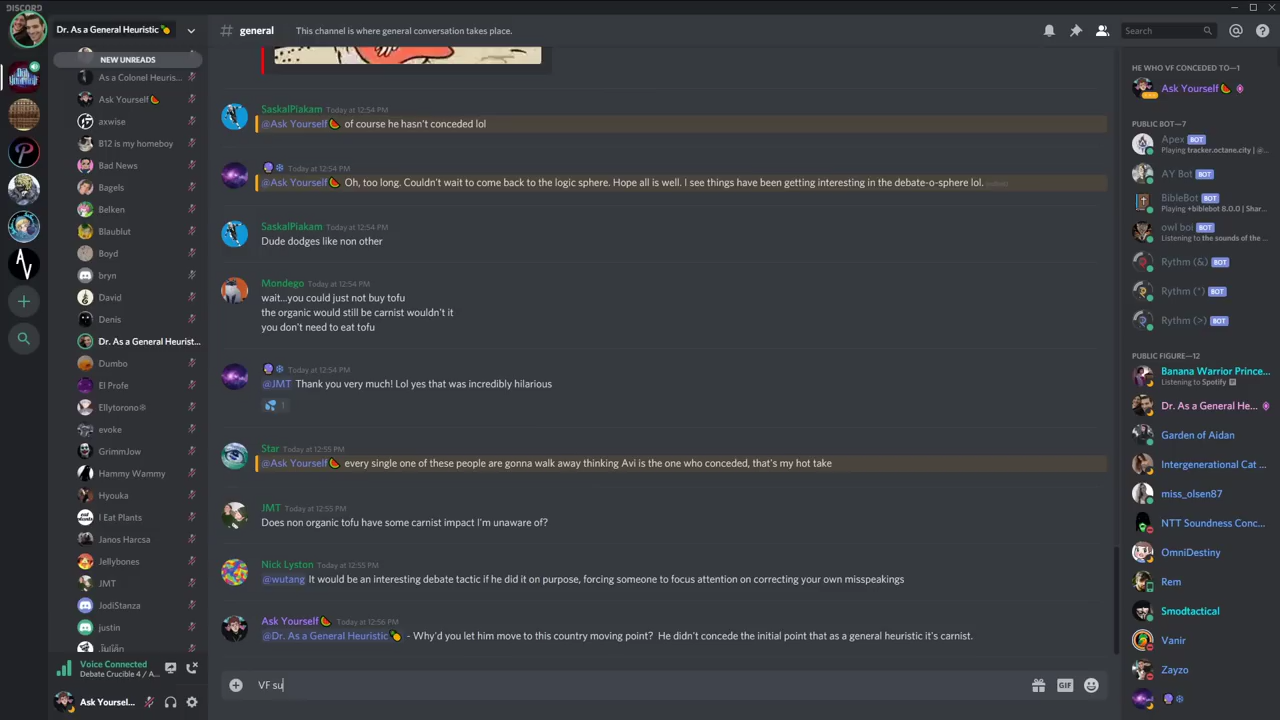 DISCORD
Dr. As a General Heuristic
# general
This channel is where general conversation takes place.
Search
NEW UNREADS
As a Colonel Heuris...
Ask Yourself
axwise
B12 is my homeboy
Bad News
Bagels
Belken
Blaublut
Boyd
bryn
David
Denis
Dr. As a General Heurist...
Dumbo
El Profe
Ellytorono®
evoke
GrimmJow
Hammy Wammy
Hyouka
I Eat Plants
Janos Harcsa
Jellybones
JMT
JodiStanza
justin
Voice Connected
Debate Crucible 4 / A...
Ask Yoursel...
SaskalPiakam Today at 12:54 PM
@Ask Yourself of course he hasn't conceded lol
Today at 12:54 PM
@Ask Yourself Oh, too long. Couldn't wait to come back to the logic sphere. Hope all is well. I see things have been getting interesting in the debate-o-sphere lol. (edited)
SaskalPiakam Today at 12:54 PM
Dude dodges like non other
Mondego Today at 12:54 PM
wait...you could just not buy tofu
the organic would still be carnist wouldn't it
you don't need to eat tofu
Today at 12:54 PM
@JMT Thank you very much! Lol yes that was incredibly hilarious
1
Star Today at 12:55 PM
@Ask Yourself every single one of these people are gonna walk away thinking Avi is the one who conceded, that's my hot take
JMT Today at 12:55 PM
Does non organic tofu have some carnist impact I'm unaware of?
Nick Lyston Today at 12:55 PM
@wutang It would be an interesting debate tactic if he did it on purpose, forcing someone to focus attention on correcting your own misspeakings
Ask Yourself Today at 12:56 PM
@Dr. As a General Heuristic - Why'd you let him move to this country moving point? He didn't concede the initial point that as a general heuristic it's carnist.
VF su
GIF
HE WHO VF CONCEDED TO—1
Ask Yourself
PUBLIC BOT—7
Apex BOT
Playing tracker.octane.city | @...
AY Bot BOT
BibleBot BOT
Playing +biblebot 8.0.0 | Shar...
owl boi BOT
Listening to the sounds of the ...
Rythm (&) BOT
Rythm (*) BOT
Rythm (>) BOT
PUBLIC FIGURE—12
Banana Warrior Prince...
Listening to Spotify
Dr. As a General He...
Garden of Aidan
Intergenerational Cat ...
miss_olsen87
NTT Soundness Conc...
OmniDestiny
Rem
Smodtactical
Vanir
Zayzo